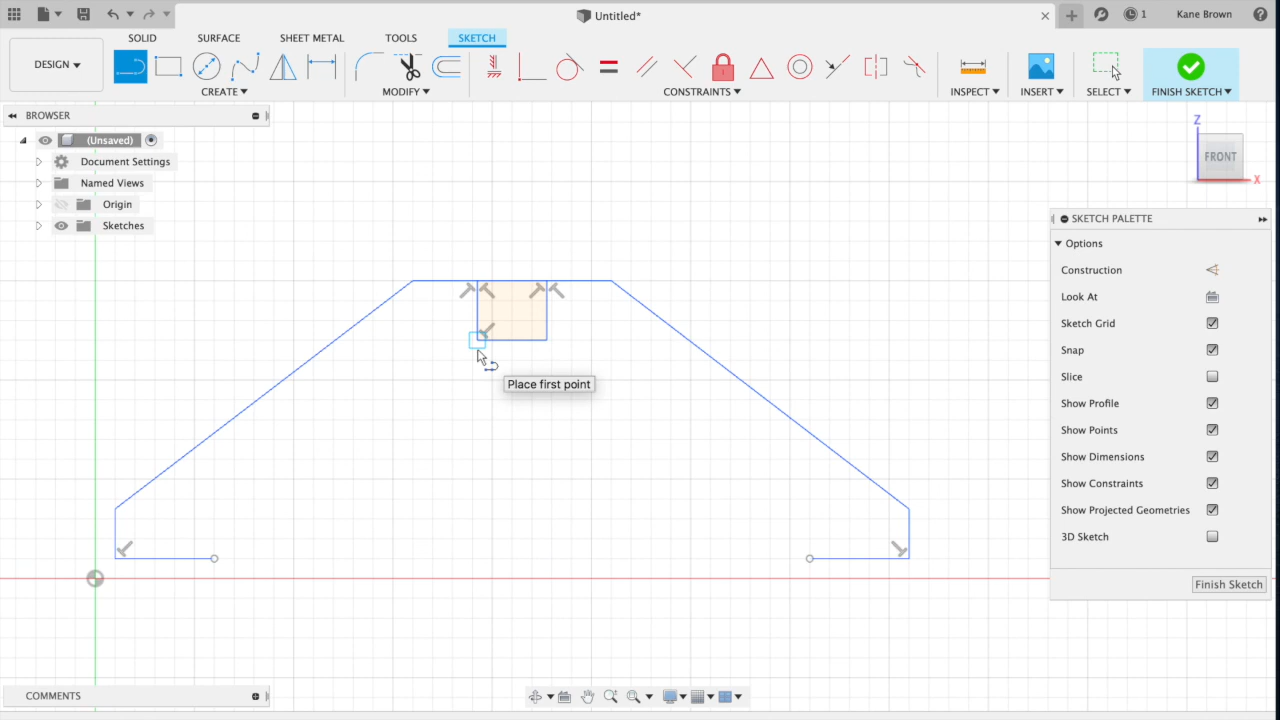 Untitled*
1
Kane Brown
DESIGN
SOLID
SURFACE
SHEET METAL
TOOLS
SKETCH
CREATE
MODIFY
CONSTRAINTS
INSPECT
INSERT
SELECT
FINISH SKETCH
BROWSER
(Unsaved)
Document Settings
Named Views
Origin
Sketches
Z
FRONT
X
SKETCH PALETTE
Options
Construction
Look At
Sketch Grid
Snap
Slice
Show Profile
Show Points
Show Dimensions
Show Constraints
Show Projected Geometries
3D Sketch
Finish Sketch
Place first point
COMMENTS